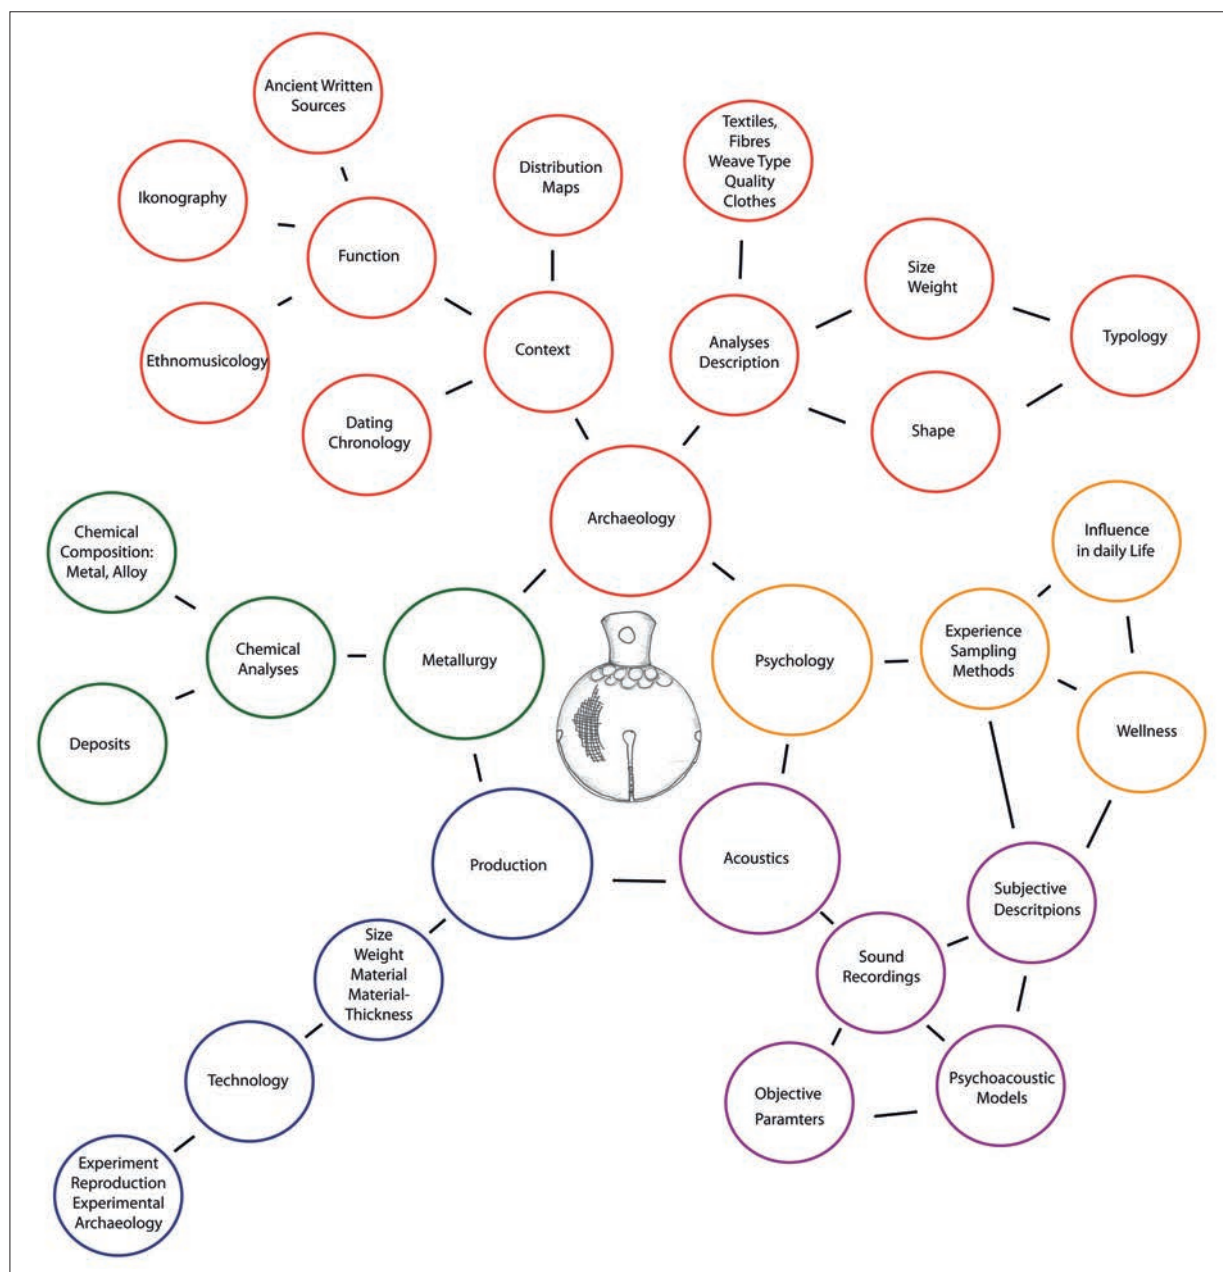 Ancient Written
Sources
Ikonography
Function
Ethnomusicology
Distribution
Maps
Context
Dating
Chronology
Textiles,
Fibres
Weave Type
Quality
Clothes
Analyses
Description
Size
Weight
Typology
Shape
Archaeology
Chemical
Composition:
Metal, Alloy
Chemical
Analyses
Deposits
Metallurgy
Psychology
Experience
Sampling
Methods
Influence
in daily Life
Wellness
Production
Acoustics
Subjective
Descritpions
Sound
Recordings
Objective
Paramters
Psychoacoustic
Models
Size
Weight
Material
Material-
Thickness
Technology
Experiment
Reproduction
Experimental
Archaeology